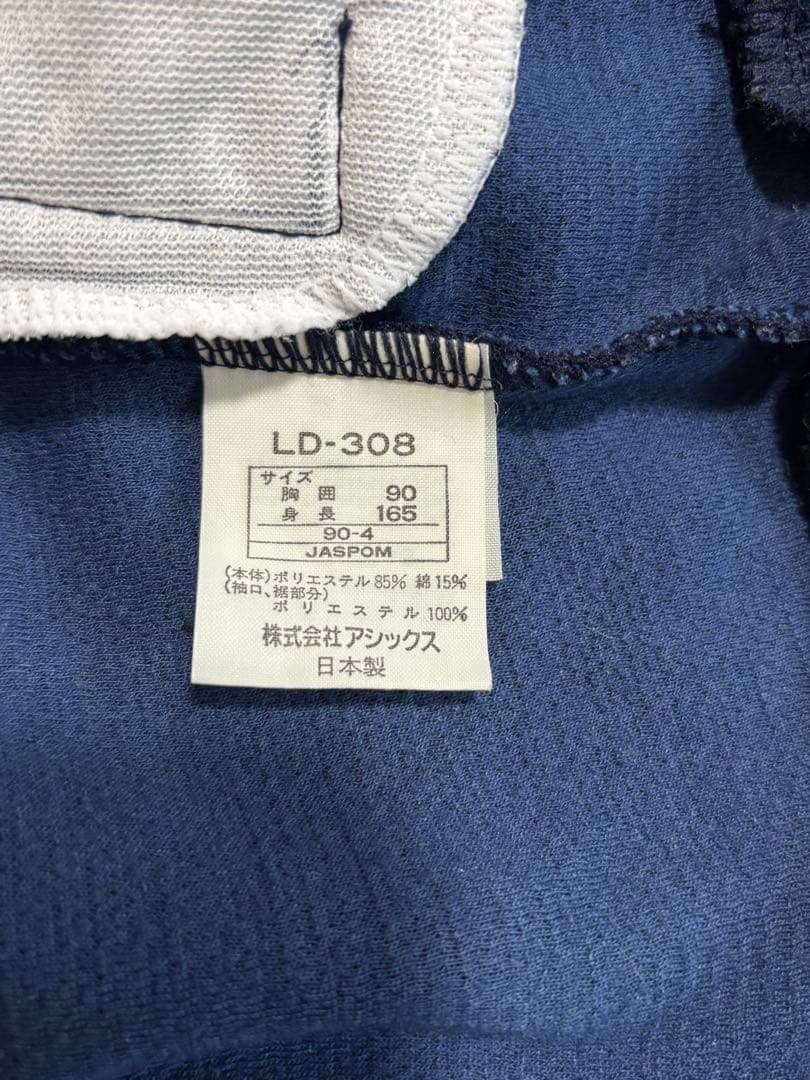 LD-308
サイズ
胸囲 90
身長 165
90-4
JASPOM
(本体)ポリエステル85% 綿15%
(袖口、裾部分)
ポリエステル100%
株式会社アシックス
日本製